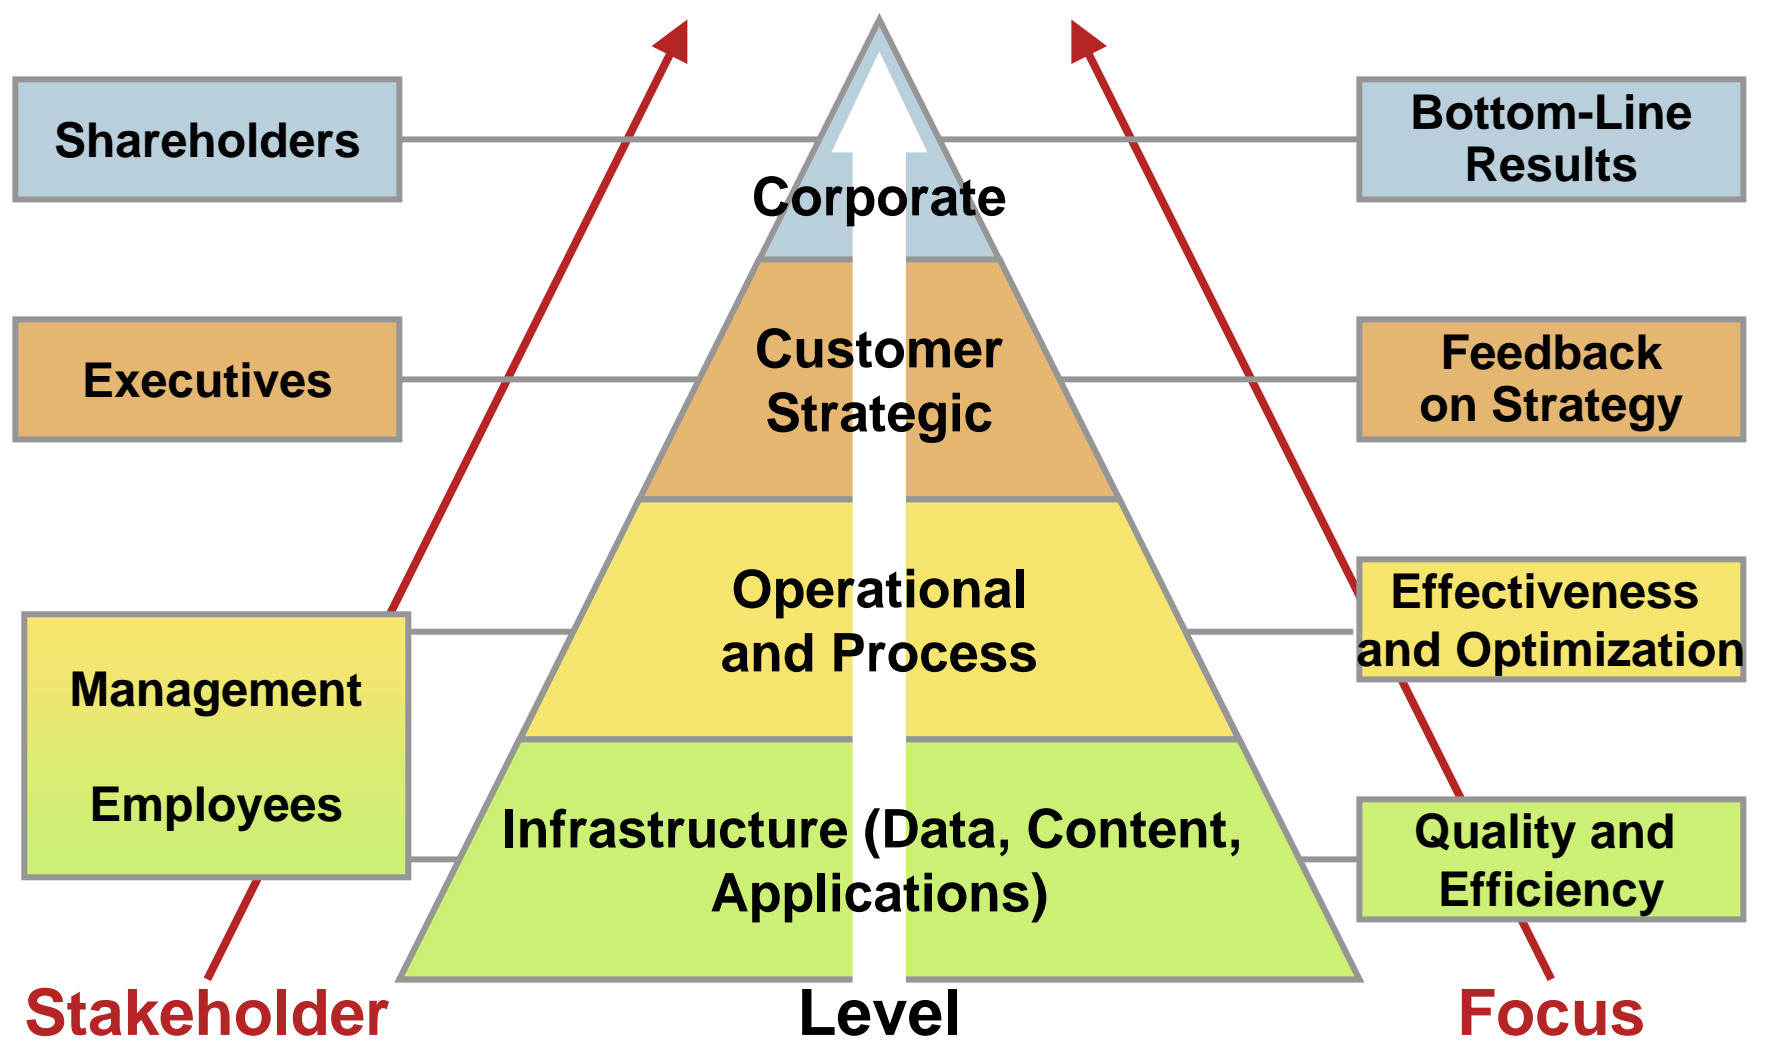 Shareholders
Corporate
Bottom-Line
Results
Executives
Customer
Strategic
Feedback
on Strategy
Management
Employees
Operational
and Process
Effectiveness
and Optimization
Infrastructure (Data, Content,
Applications)
Quality and
Efficiency
Stakeholder
Level
Focus